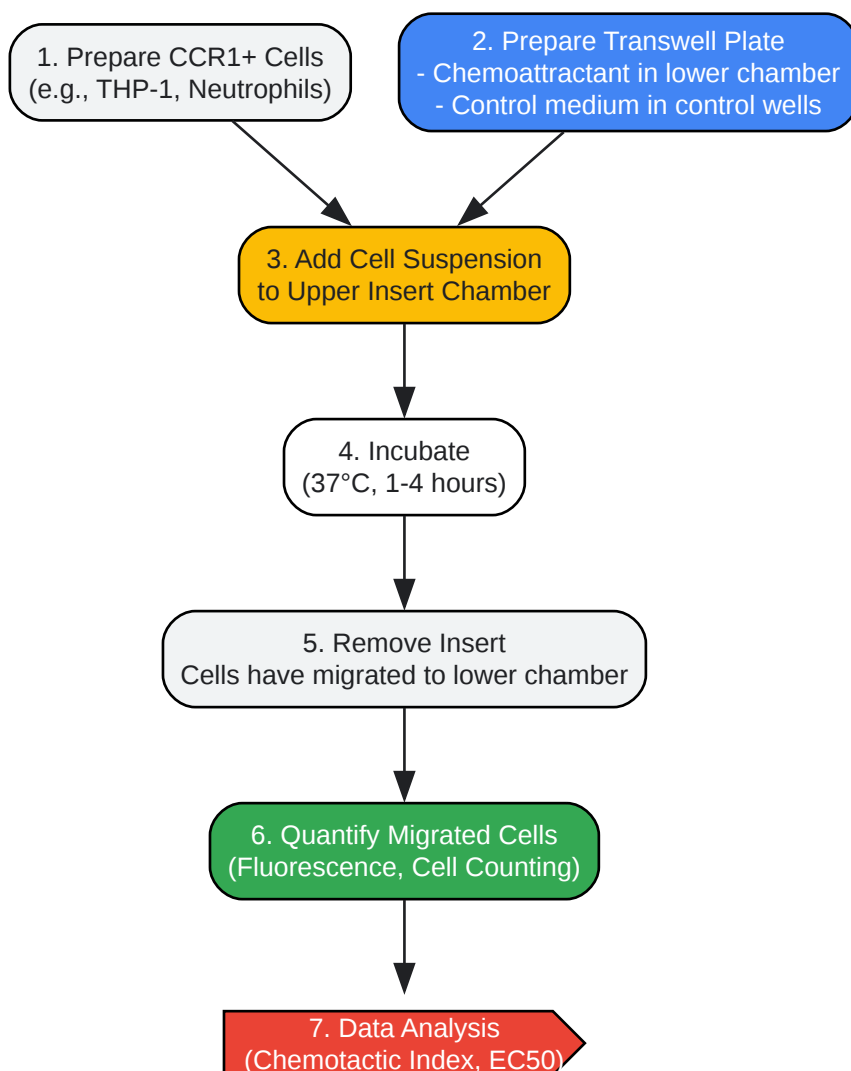 1. Prepare CCR1+ Cells
(e.g., THP-1, Neutrophils)
2. Prepare Transwell Plate
- Chemoattractant in lower chamber
- Control medium in control wells
3. Add Cell Suspension
to Upper Insert Chamber
4. Incubate
(37°C, 1-4 hours)
5. Remove Insert
Cells have migrated to lower chamber
6. Quantify Migrated Cells
(Fluorescence, Cell Counting)
7. Data Analysis
(Chemotactic Index, EC50)